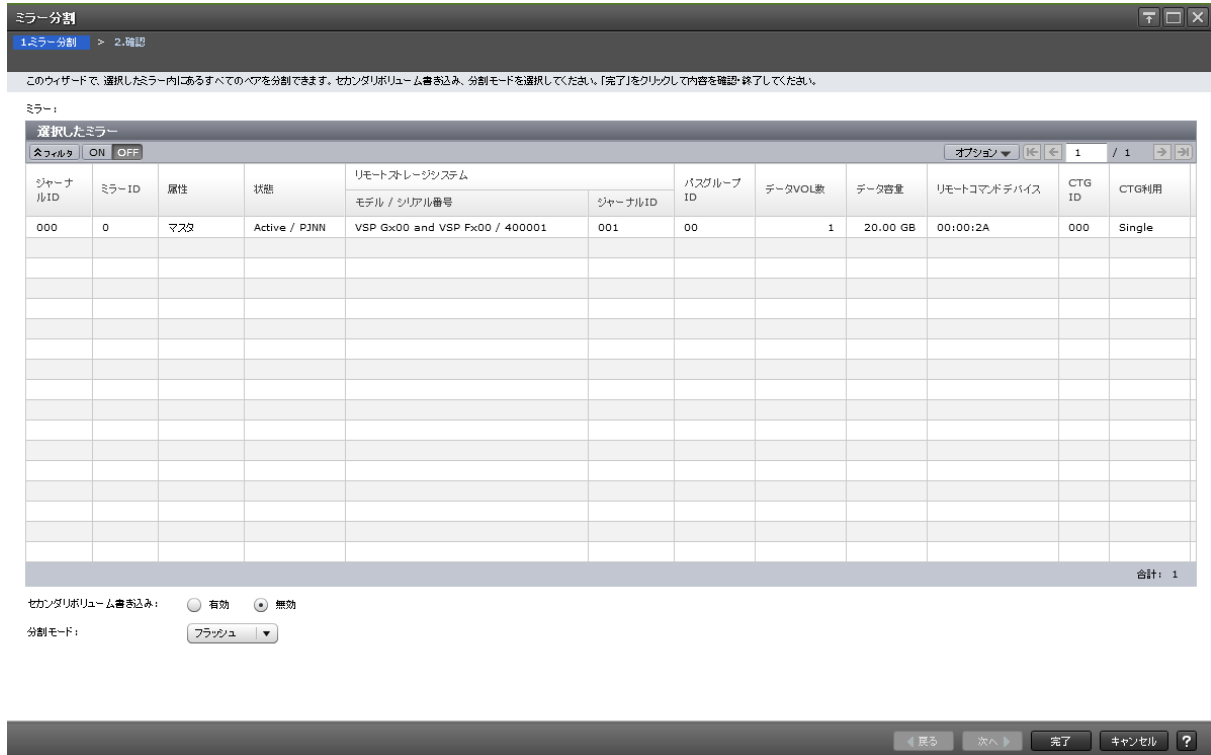 ミラー分割
1.ミラー分割 > 2.確認
このウィザードで、選択したミラー内にあるすべてのペアを分割できます。セカンダリボリューム書き込み、分割モードを選択してください。「完了」をクリックして内容を確認・終了してください。
ミラー:
選択したミラー
フィルタ ON OFF オプション 1 / 1
ジャーナルID ミラーID 属性 状態 リモートストレージシステム パスグループID データVOL数 データ容量 リモートコマンドデバイス CTG ID CTG利用
モデル / シリアル番号 ジャーナルID
000 0 マスタ Active / PJNN VSP Gx00 and VSP Fx00 / 400001 001 00 1 20.00 GB 00:00:2A 000 Single
合計: 1
セカンダリボリューム書き込み: 有効 無効
分割モード: フラッシュ
戻る 次へ 完了 キャンセル ?